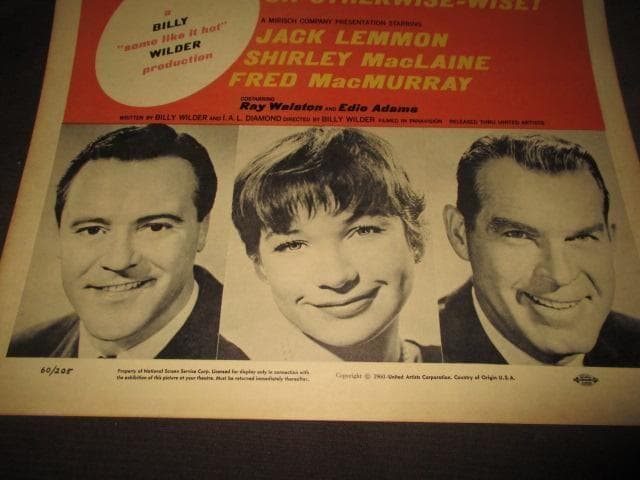 OR OTHERWISE-WISE!
a
BILLY
"some like it hot"
WILDER
production
A MIRISCH COMPANY PRESENTATION STARRING
JACK LEMMON
SHIRLEY MacLAINE
FRED MacMURRAY
COSTARRING
Ray Walston AND Edie Adams
WRITTEN BY BILLY WILDER AND I.A.L. DIAMOND DIRECTED BY BILLY WILDER FILMED IN PANAVISION RELEASED THRU UNITED ARTISTS
60/205
Property of National Screen Service Corp. Licensed for display only in connection with
the exhibition of this picture at your theatre. Must be returned immediately thereafter.
Copyright © 1960 United Artists Corporation. Country of Origin U.S.A.